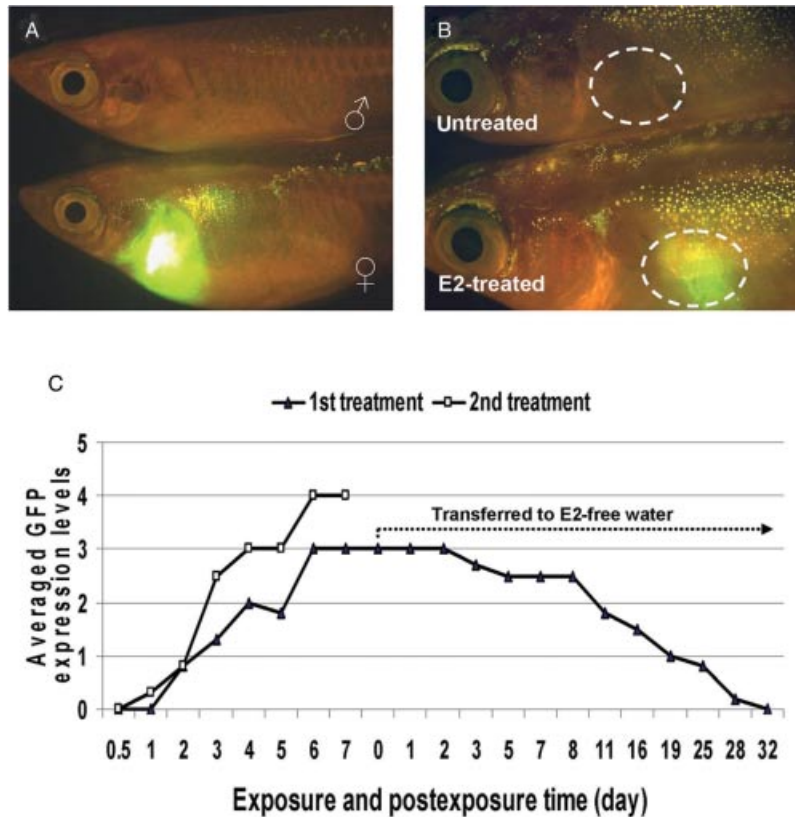 A
♂
♀
B
Untreated
E2-treated
C
1st treatment 2nd treatment
Averaged GFP
expression levels
5
4
3
2
1
0
Transferred to E2-free water
0.5 1 2 3 4 5 6 7 0 1 2 3 5 7 8 11 16 19 25 28 32
Exposure and postexposure time (day)